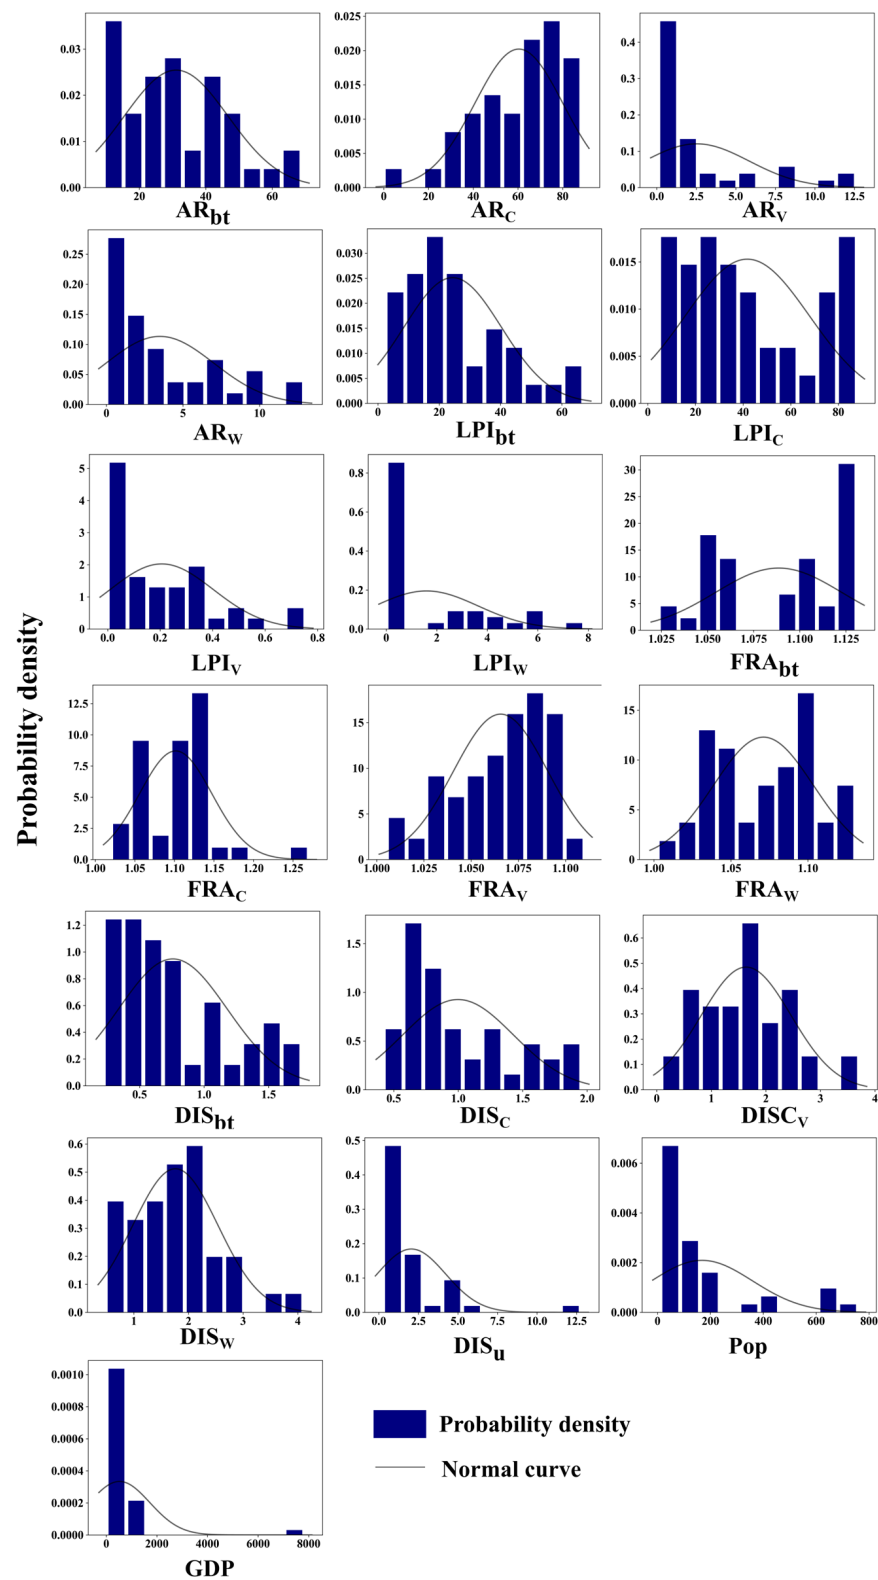 Probability density
0.03
0.02
0.01
0.00
20 40 60
ARbt
0.025
0.020
0.015
0.010
0.005
0.000
0 20 40 60 80
ARC
0.4
0.3
0.2
0.1
0.0
0.0 2.5 5.0 7.5 10.0 12.5
ARV
0.25
0.20
0.15
0.10
0.05
0.00
0 5 10
ARW
0.030
0.025
0.020
0.015
0.010
0.005
0.000
0 20 40 60
LPIbt
0.015
0.010
0.005
0.000
0 20 40 60 80
LPIC
5
4
3
2
1
0
0.0 0.2 0.4 0.6 0.8
LPIV
0.8
0.6
0.4
0.2
0.0
0 2 4 6 8
LPIW
30
25
20
15
10
5
0
1.025 1.050 1.075 1.100 1.125
FRAbt
12.5
10.0
7.5
5.0
2.5
0.0
1.00 1.05 1.10 1.15 1.20 1.25
FRAC
15
10
5
0
1.000 1.025 1.050 1.075 1.100
FRAV
15
10
5
0
1.00 1.05 1.10
FRAW
1.2
1.0
0.8
0.6
0.4
0.2
0.0
0.5 1.0 1.5
DISbt
1.5
1.0
0.5
0.0
0.5 1.0 1.5 2.0
DISC
0.6
0.5
0.4
0.3
0.2
0.1
0.0
0 1 2 3 4
DISCV
0.6
0.5
0.4
0.3
0.2
0.1
0.0
1 2 3 4
DISW
0.5
0.4
0.3
0.2
0.1
0.0
0.0 2.5 5.0 7.5 10.0 12.5
DISu
0.006
0.004
0.002
0.000
0 200 400 600 800
Pop
0.0010
0.0008
0.0006
0.0004
0.0002
0.0000
0 2000 4000 6000 8000
GDP
Probability density
Normal curve